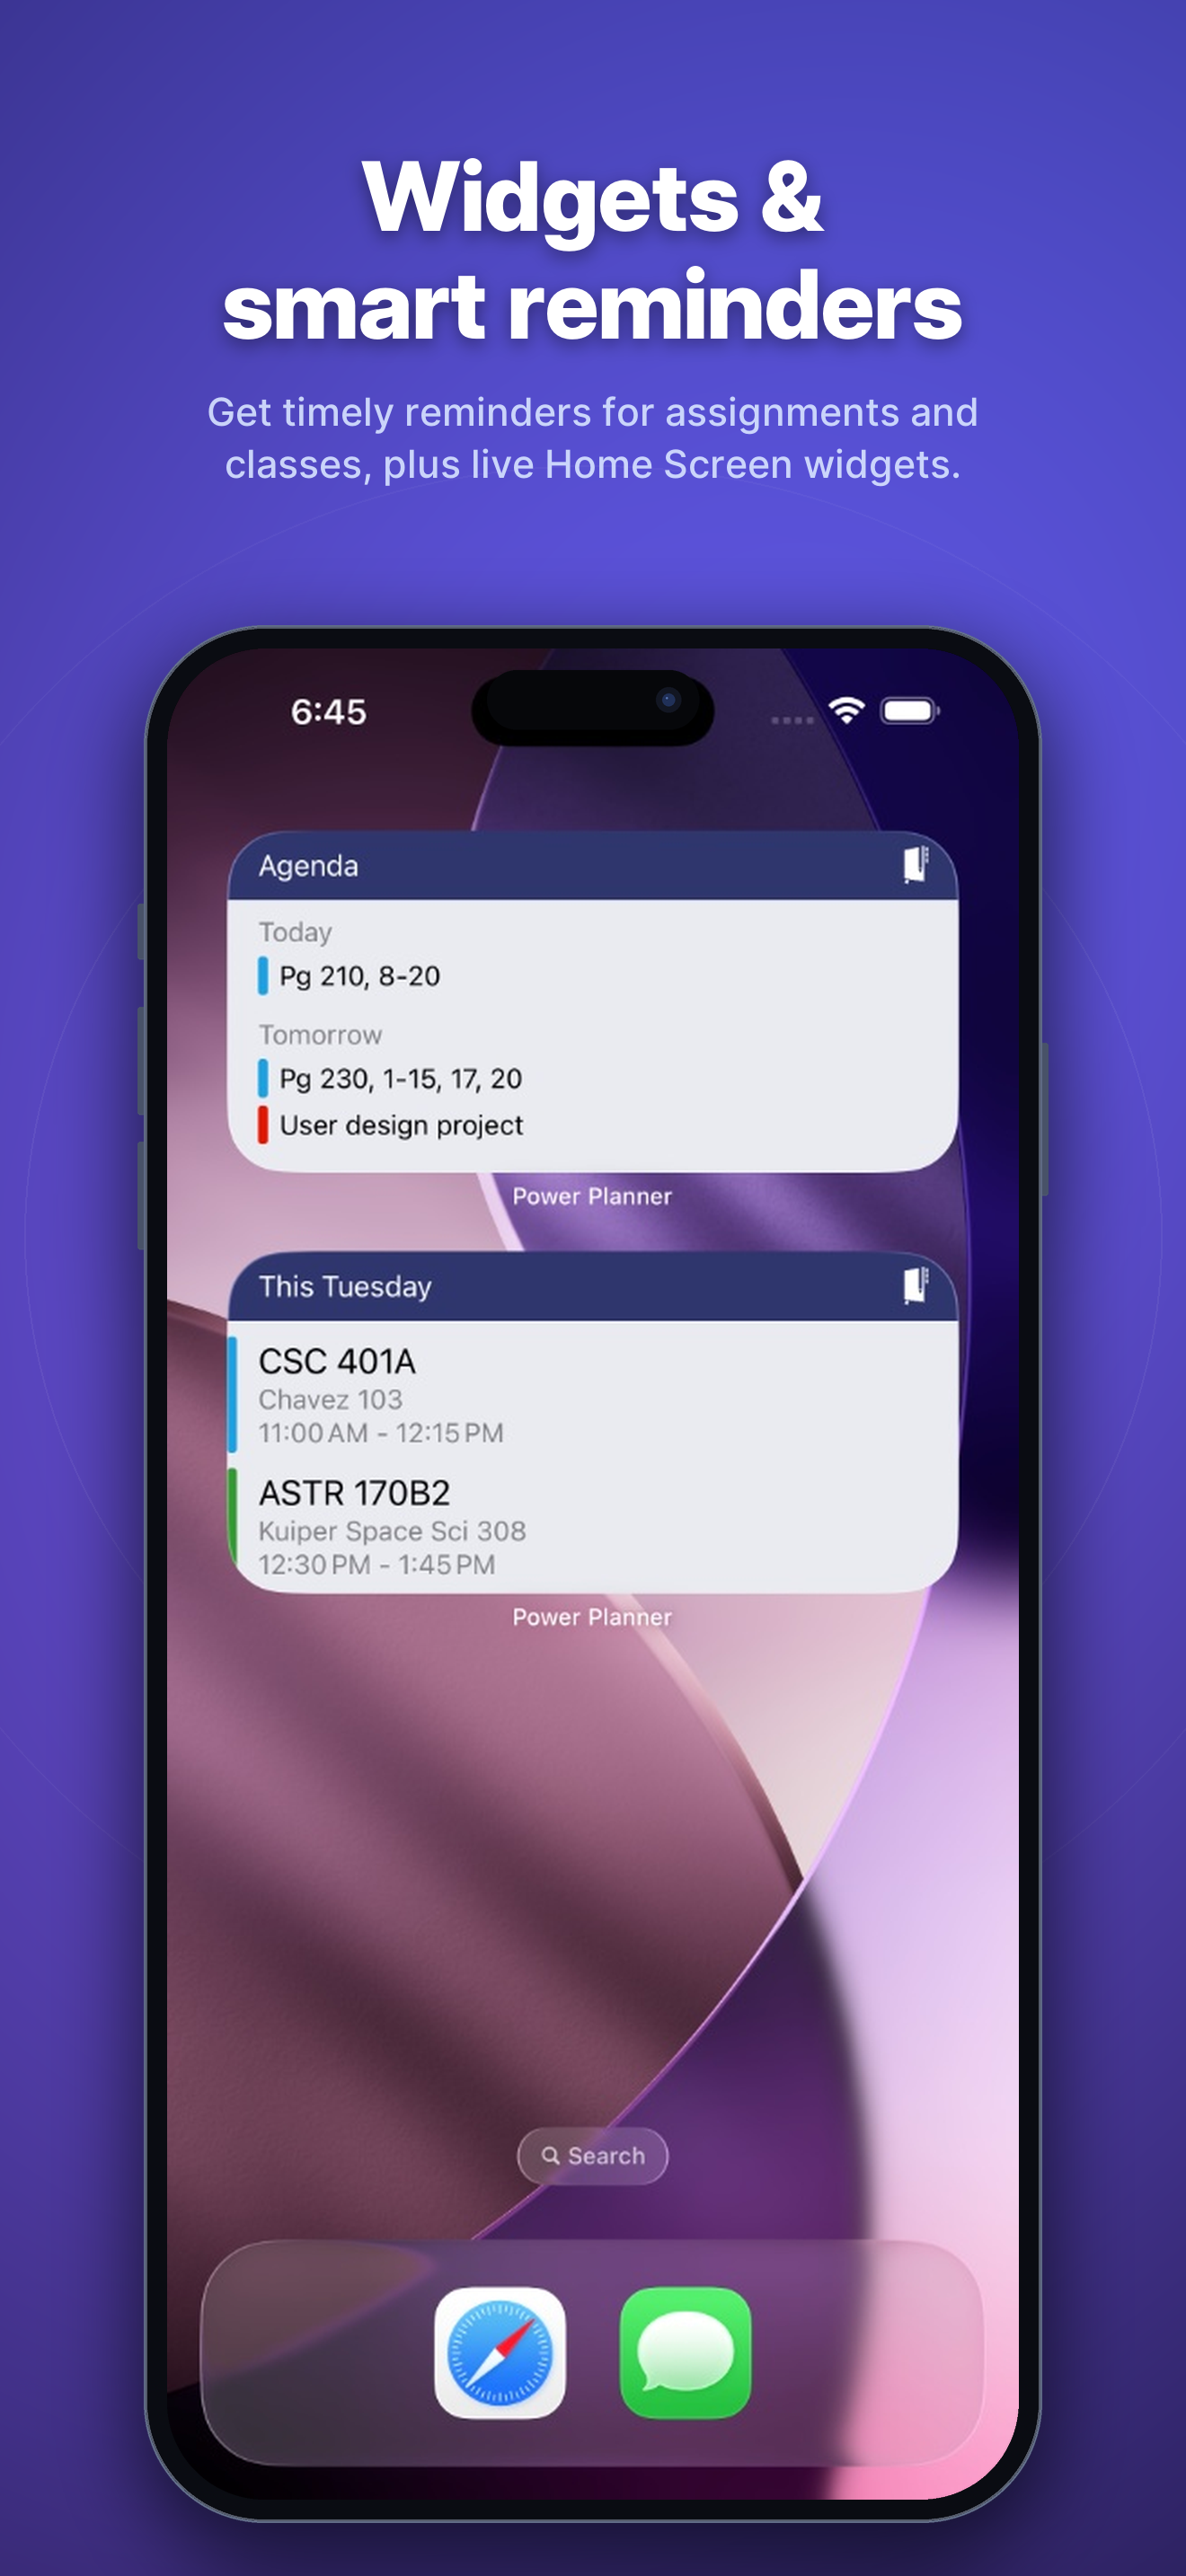 Widgets &
smart reminders
Get timely reminders for assignments and
classes, plus live Home Screen widgets.
6:45
Agenda
Today
Pg 210, 8-20
Tomorrow
Pg 230, 1-15, 17, 20
User design project
Power Planner
This Tuesday
CSC 401A
Chavez 103
11:00 AM - 12:15 PM
ASTR 170B2
Kuiper Space Sci 308
12:30 PM - 1:45 PM
Power Planner
Search